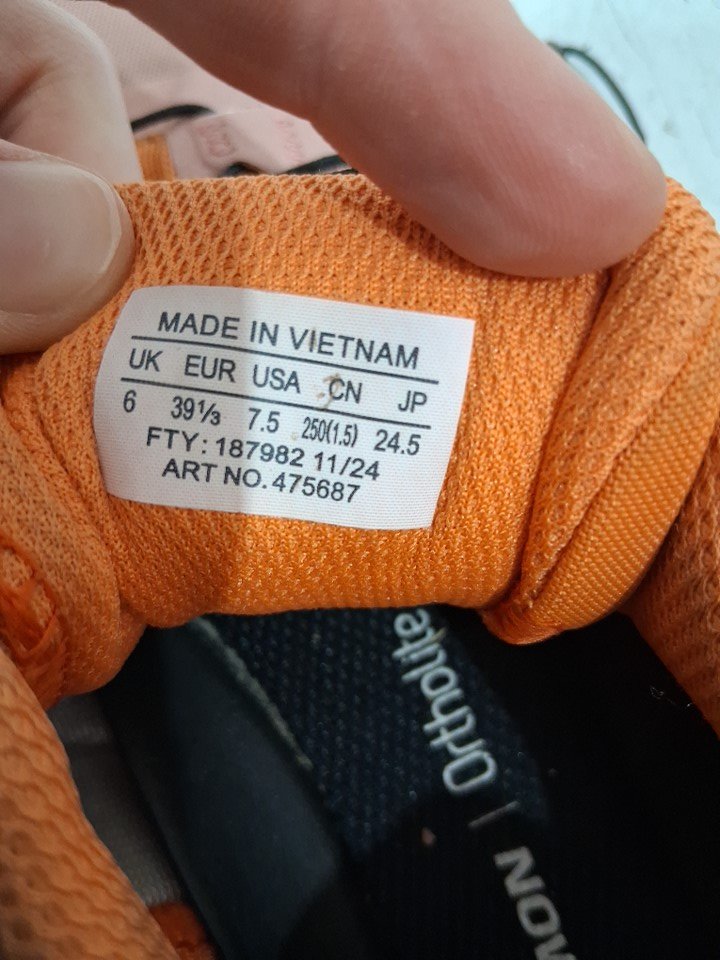 MADE IN VIETNAM
UK EUR USA CN JP
6 39⅓ 7.5 250(1.5) 24.5
FTY: 187982 11/24
ART NO. 475687
Ortholite |